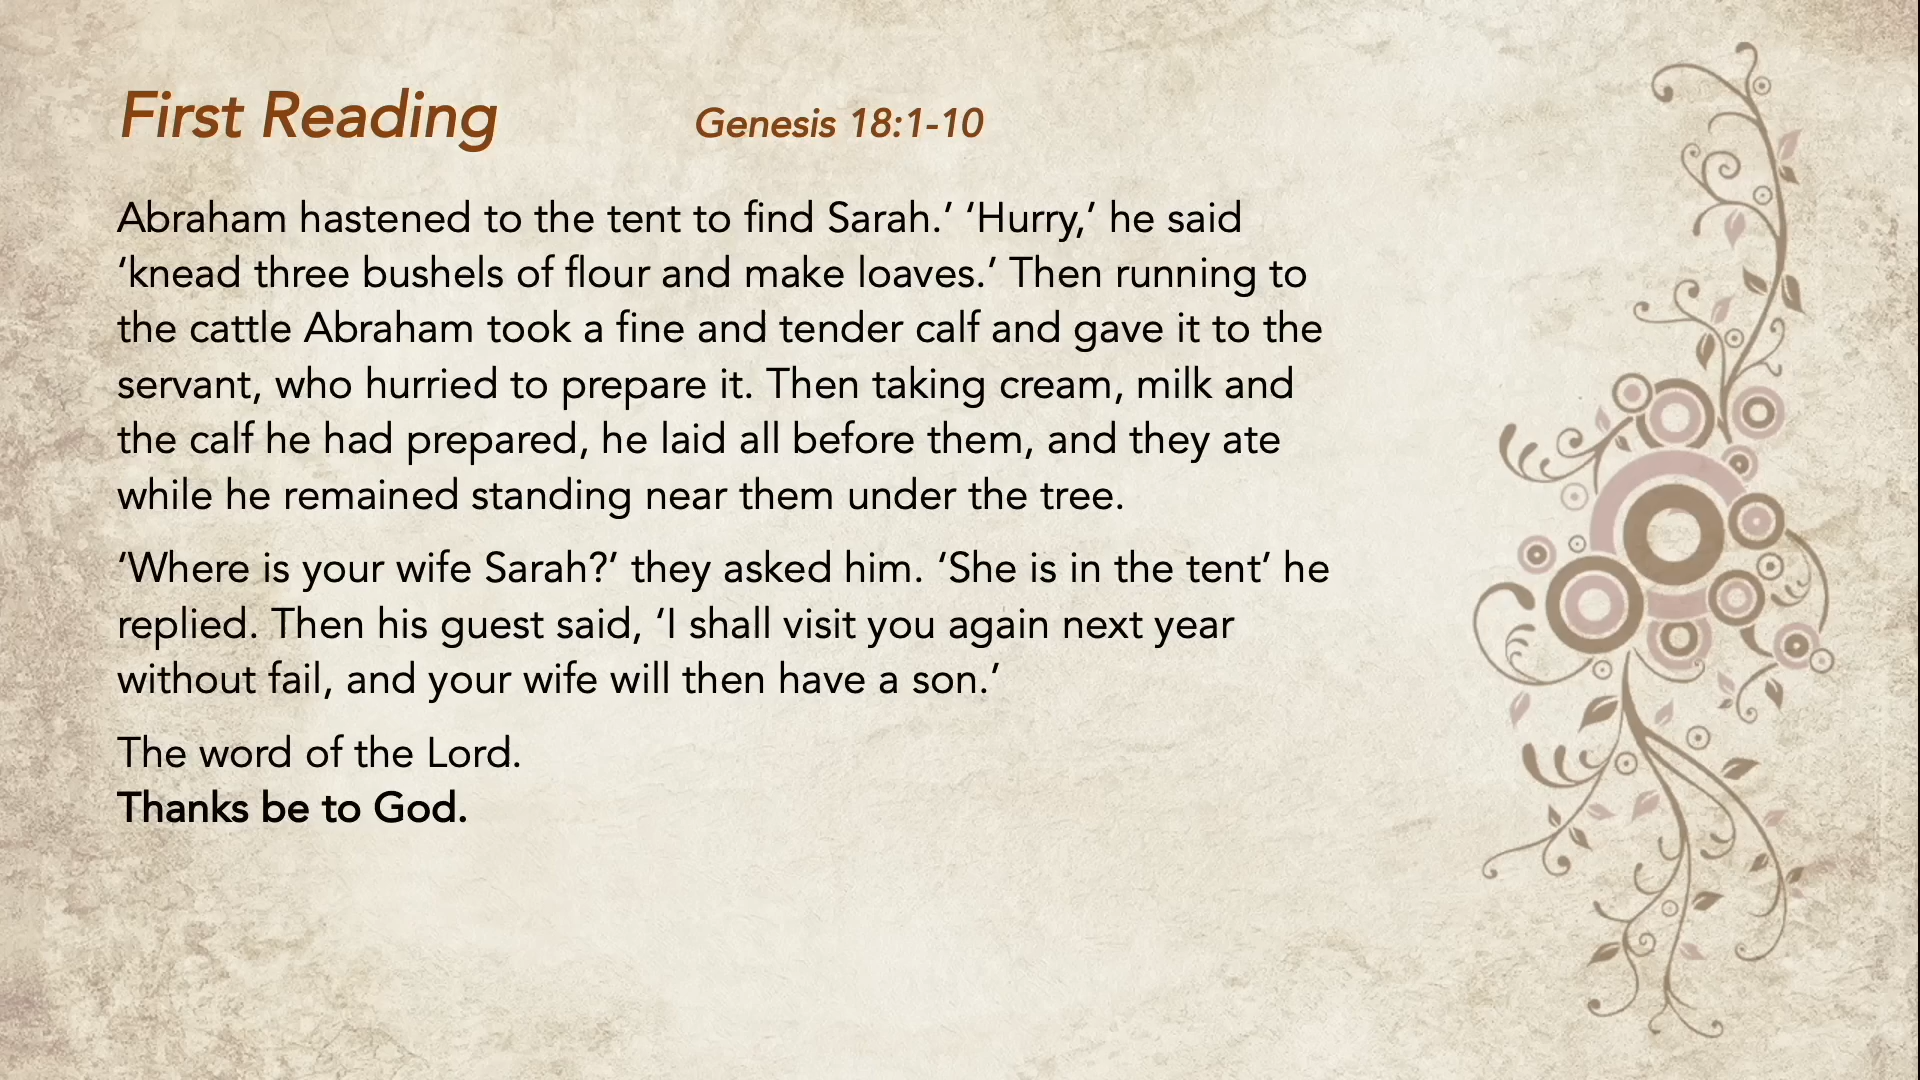 First Reading Genesis 18:1-10
Abraham hastened to the tent to find Sarah.’ ‘Hurry,’ he said
‘knead three bushels of flour and make loaves.’ Then running to
the cattle Abraham took a fine and tender calf and gave it to the
servant, who hurried to prepare it. Then taking cream, milk and
the calf he had prepared, he laid all before them, and they ate
while he remained standing near them under the tree.
‘Where is your wife Sarah?’ they asked him. ‘She is in the tent’ he
replied. Then his guest said, ‘I shall visit you again next year
without fail, and your wife will then have a son.’
The word of the Lord.
Thanks be to God.